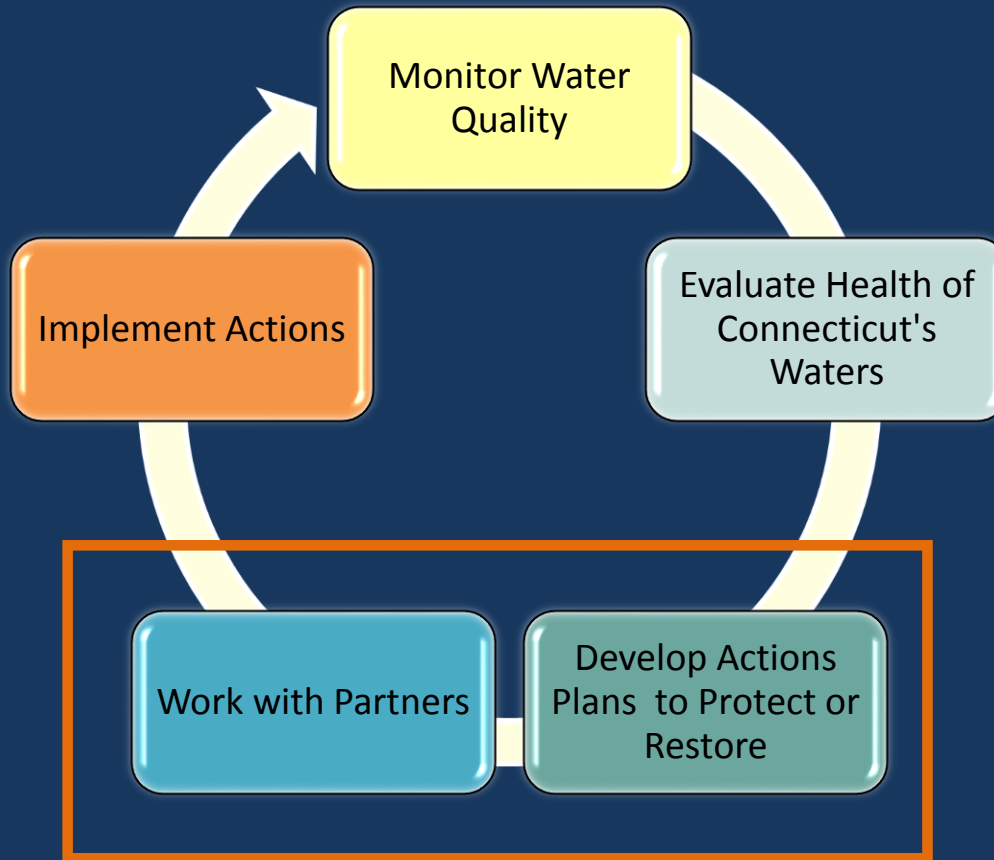 Monitor Water
Quality
Evaluate Health of
Connecticut's
Waters
Develop Actions
Plans  to Protect or
Restore
Work with Partners
Implement Actions